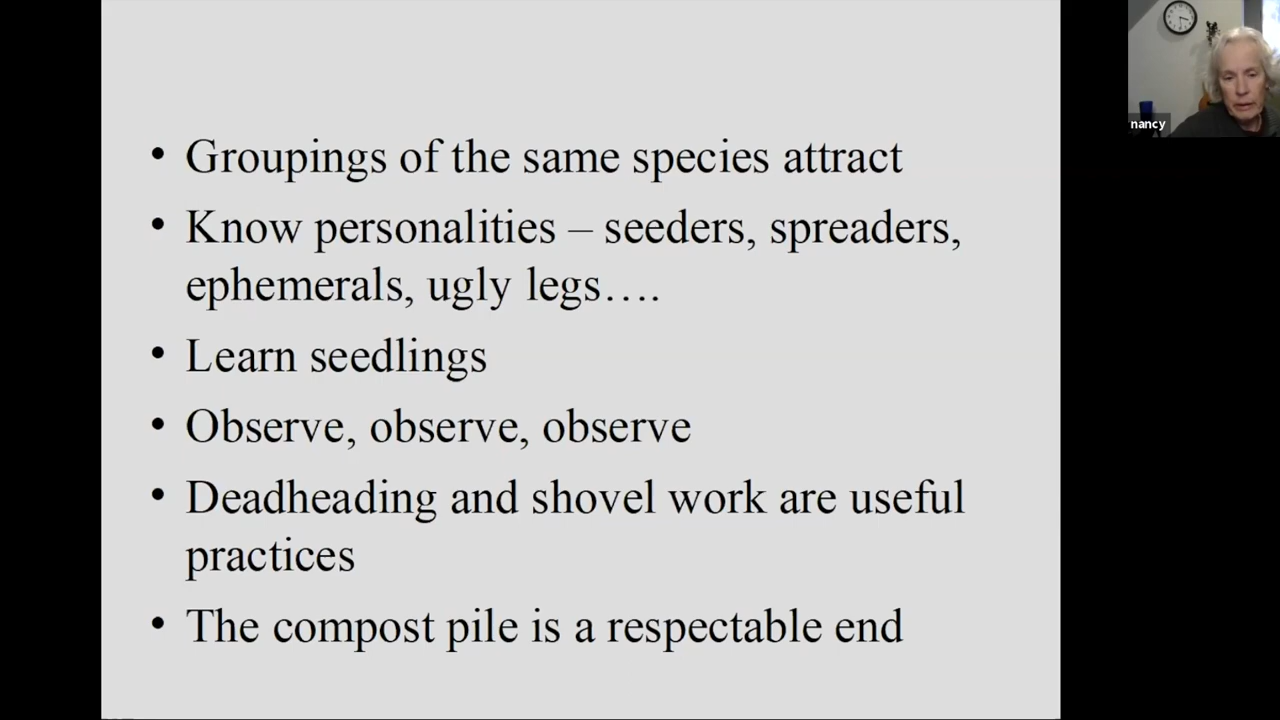 • Groupings of the same species attract
• Know personalities – seeders, spreaders,
ephemerals, ugly legs….
• Learn seedlings
• Observe, observe, observe
• Deadheading and shovel work are useful
practices
• The compost pile is a respectable end
nancy